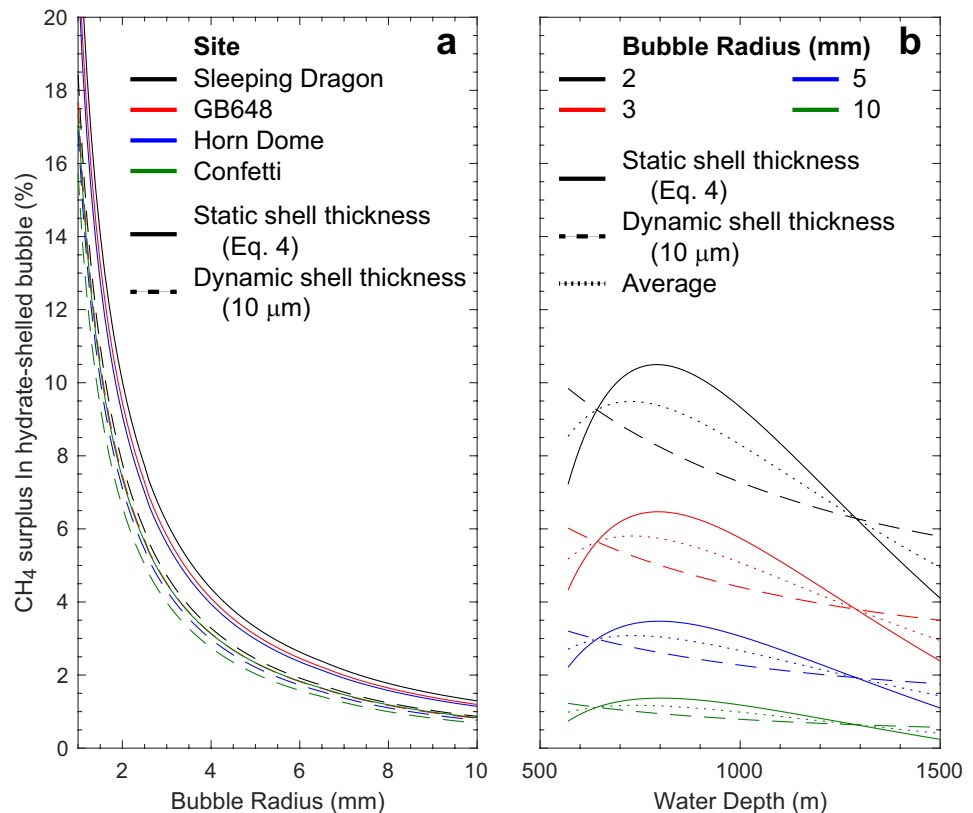 CH4 surplus In hydrate-shelled bubble (%)
20
18
16
14
12
10
8
6
4
2
0
a
Site
Sleeping Dragon
GB648
Horn Dome
Confetti
Static shell thickness
(Eq. 4)
Dynamic shell thickness
(10 μm)
2
4
6
8
10
Bubble Radius (mm)
b
Bubble Radius (mm)
2
5
3
10
Static shell thickness
(Eq. 4)
Dynamic shell thickness
(10 μm)
Average
500
1000
1500
Water Depth (m)